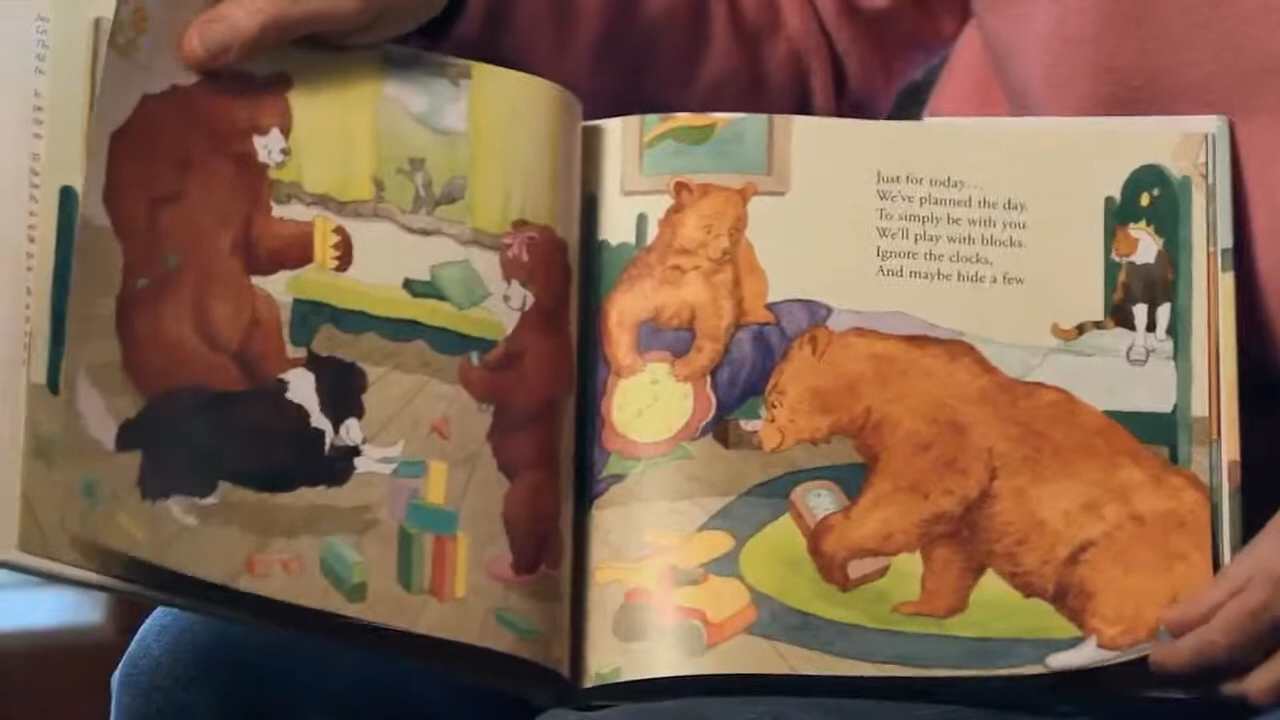 Just for today...
We've planned the day.
To simply be with you.
We'll play with blocks.
Ignore the clocks,
And maybe hide a few